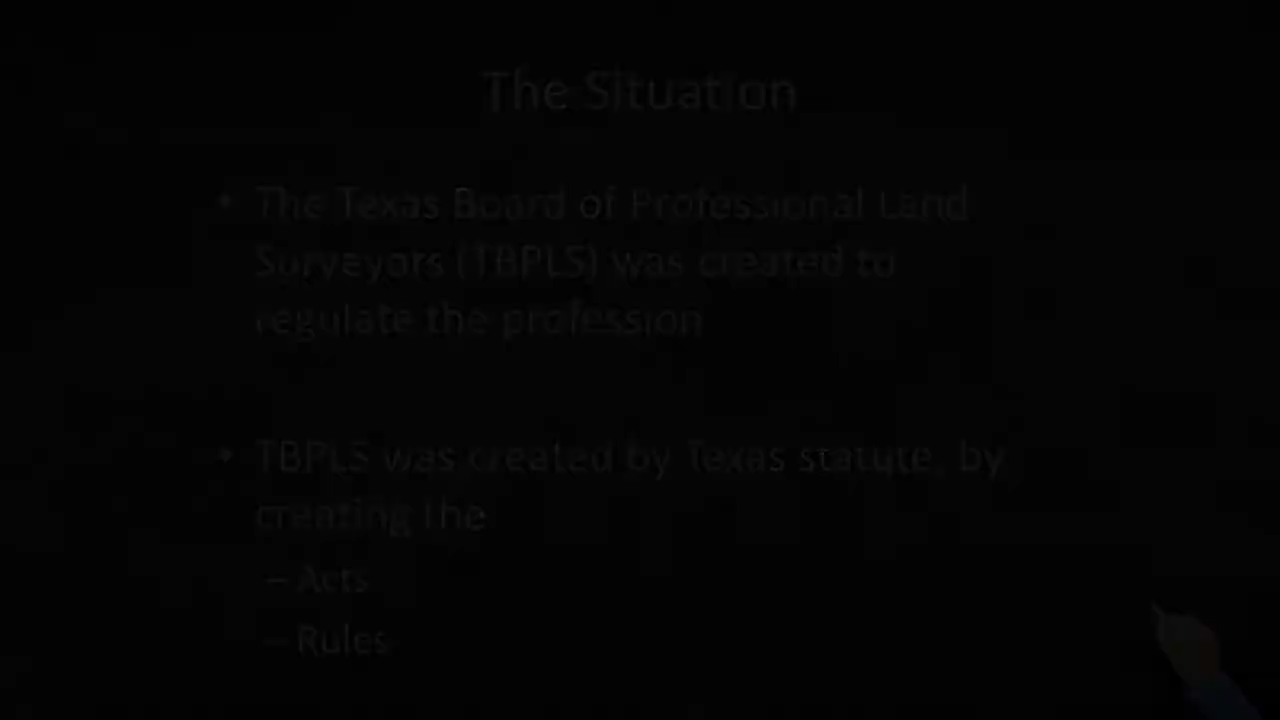 The Situation
• The Texas Board of Professional Land
Surveyors (TBPLS) was created to
regulate the profession
• TBPLS was created by Texas statute, by
creating the
– Acts
– Rules